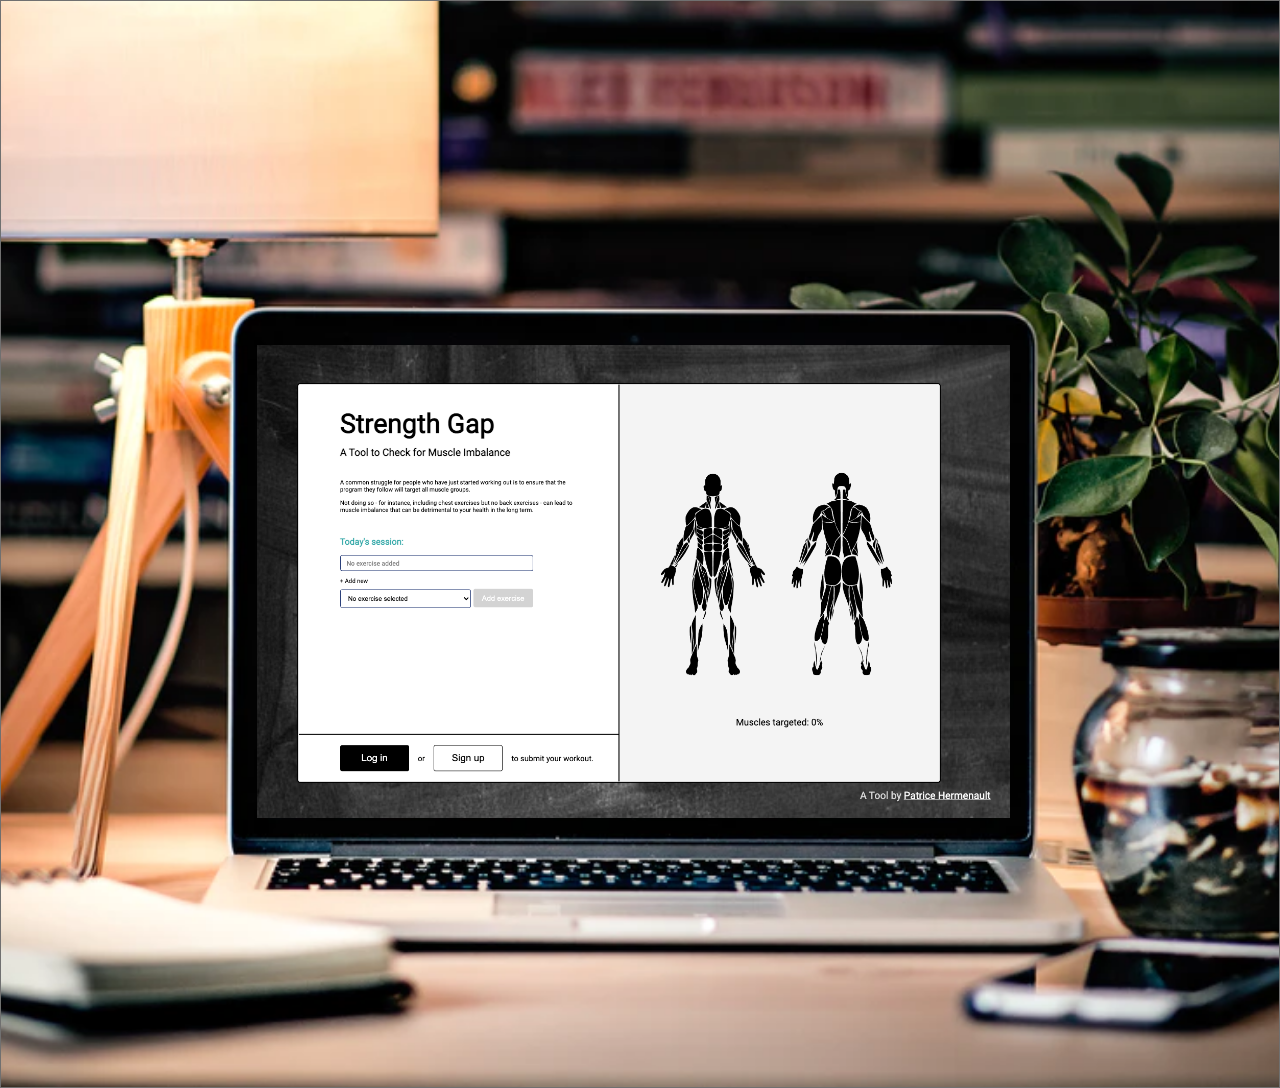 ALEX FERGUSON
Strength Gap
A Tool to Check for Muscle Imbalance
A common struggle for people who have just started working out is to ensure that the
program they follow will target all muscle groups.
Not doing so - for instance, including chest exercises but no back exercises - can lead to
muscle imbalance that can be detrimental to your health in the long term.
Today's session:
No exercise added
+ Add new
No exercise selected
Add exercise
Muscles targeted: 0%
Log in
or
Sign up
to submit your workout.
A Tool by Patrice Hermenault